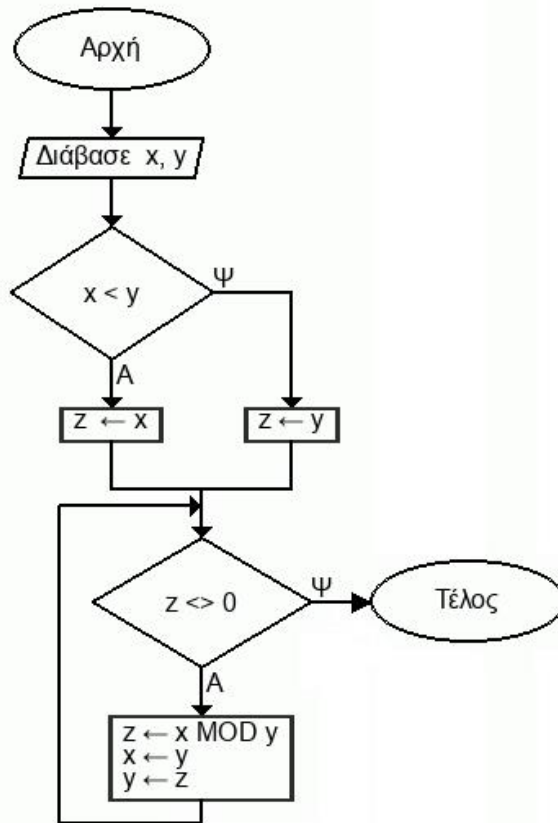 Αρχή
Διάβασε x, y
x < y
Ψ
Α
z ← x
z ← y
z <> 0
Ψ
Τέλος
Α
z ← x MOD y
x ← y
y ← z